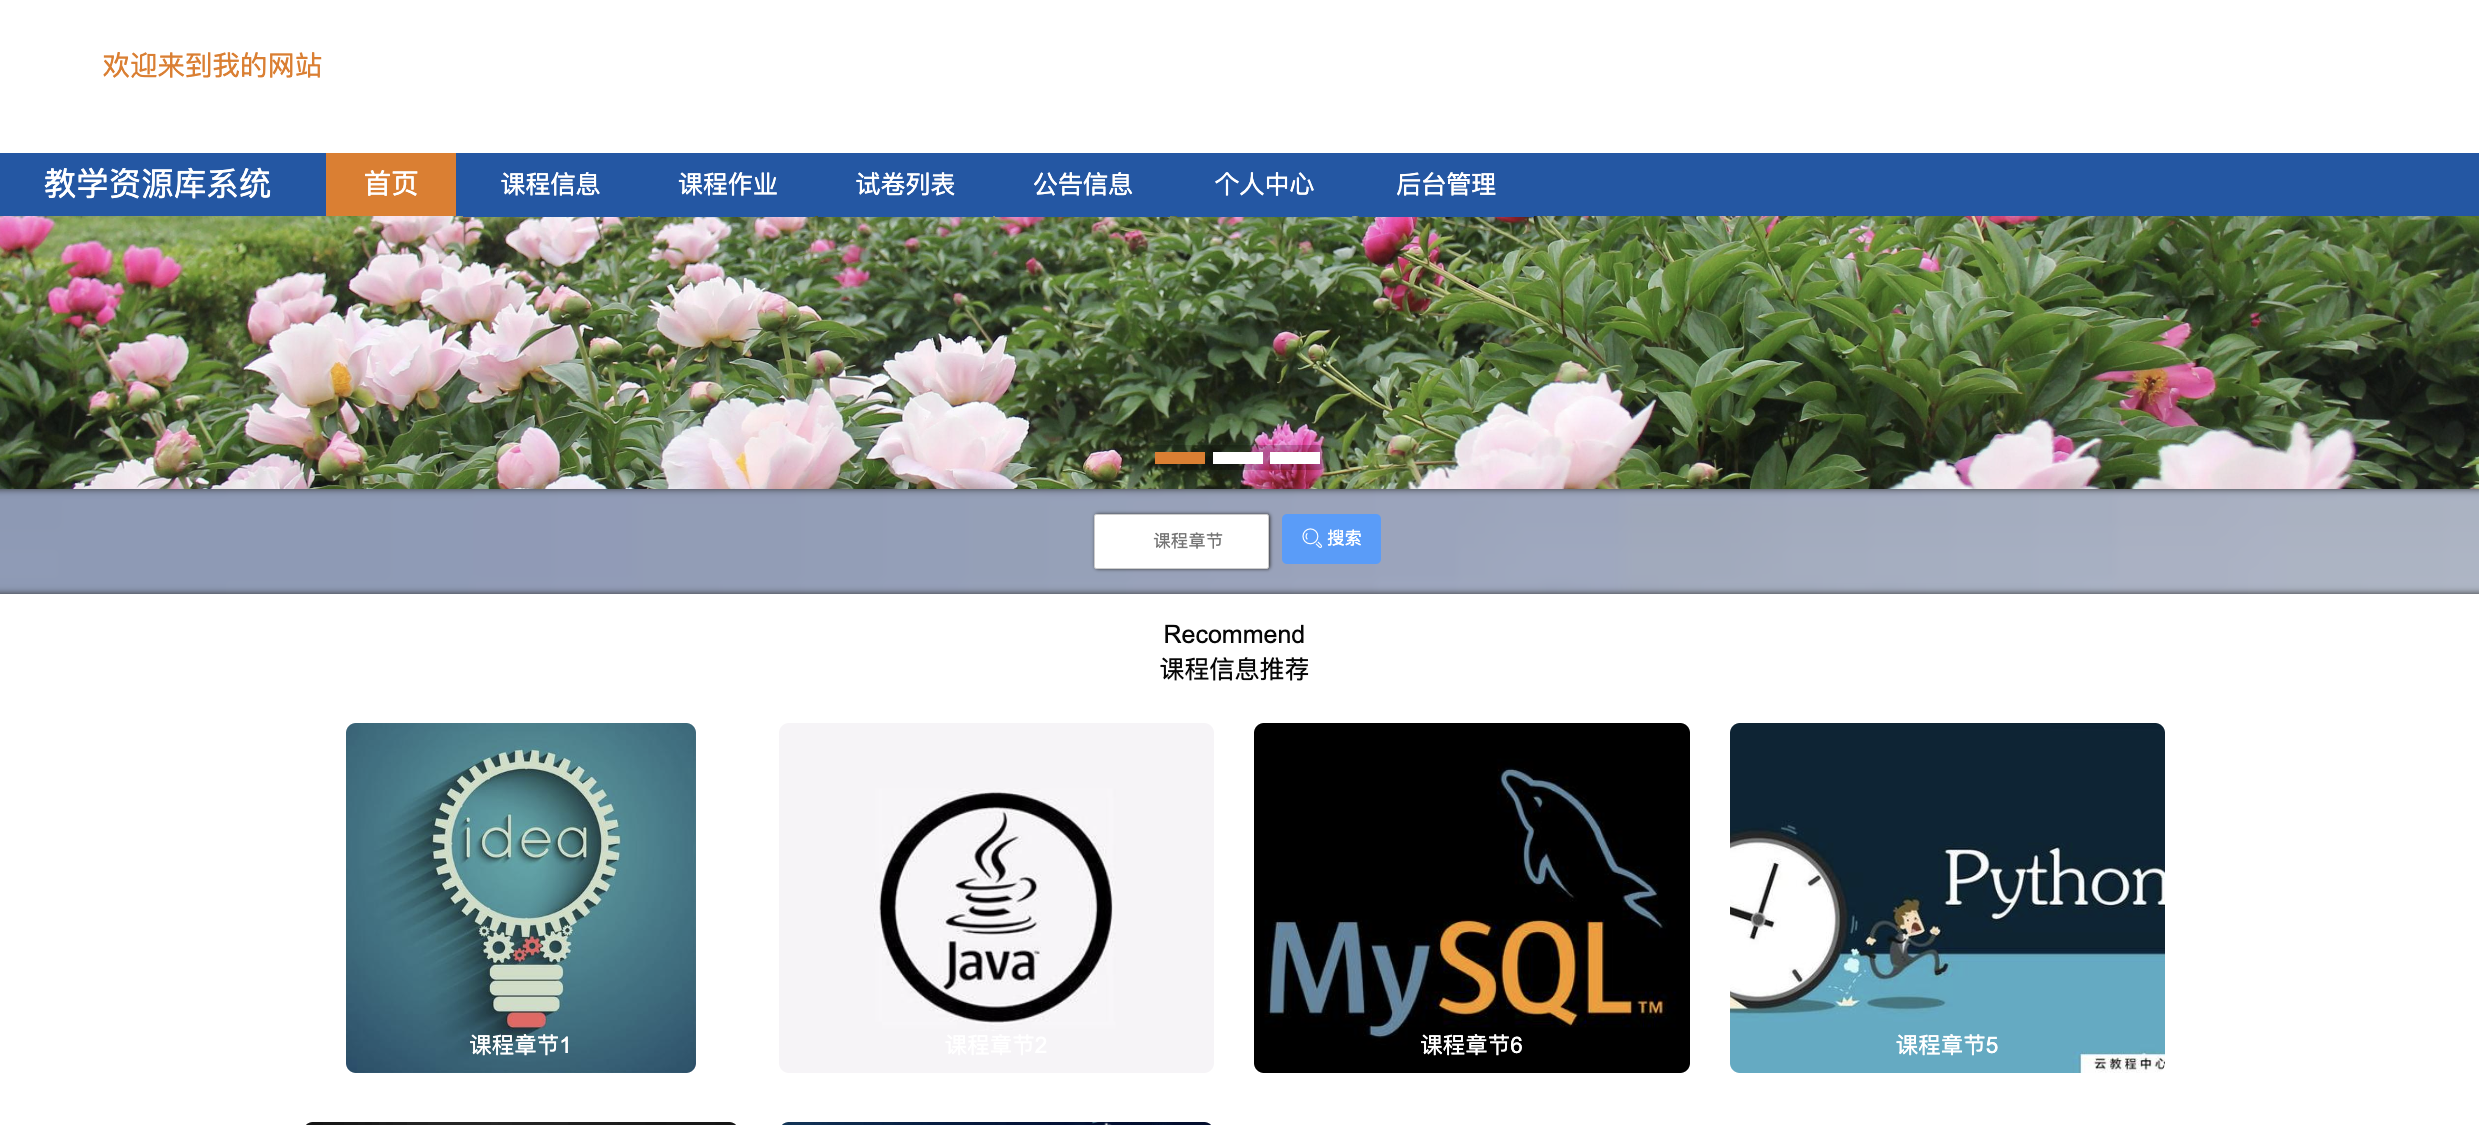 欢迎来到我的网站
教学资源库系统 首页 课程信息 课程作业 试卷列表 公告信息 个人中心 后台管理
课程章节 搜索
Recommend
课程信息推荐
idea
课程章节1
Java
课程章节2
MySQL™
课程章节6
Python
课程章节5
云教程中心